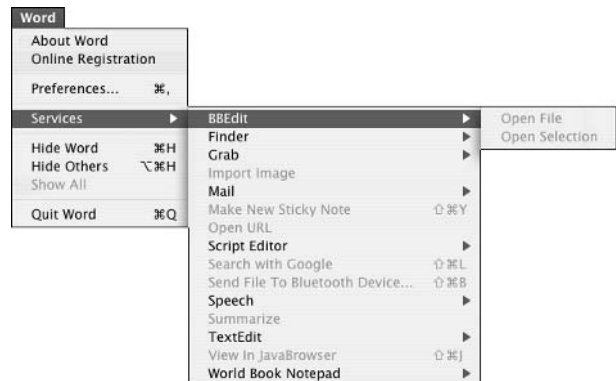 Word
About Word
Online Registration
Preferences... ⌘,
Services ▶
Hide Word ⌘H
Hide Others ⌥⌘H
Show All
Quit Word ⌘Q
BBEdit ▶
Finder ▶
Grab ▶
Import Image
Mail ▶
Make New Sticky Note ⇧⌘Y
Open URL
Script Editor ▶
Search with Google ⇧⌘L
Send File To Bluetooth Device... ⇧⌘B
Speech ▶
Summarize
TextEdit ▶
View In JavaBrowser ⇧⌘J
World Book Notepad ▶
Open File
Open Selection